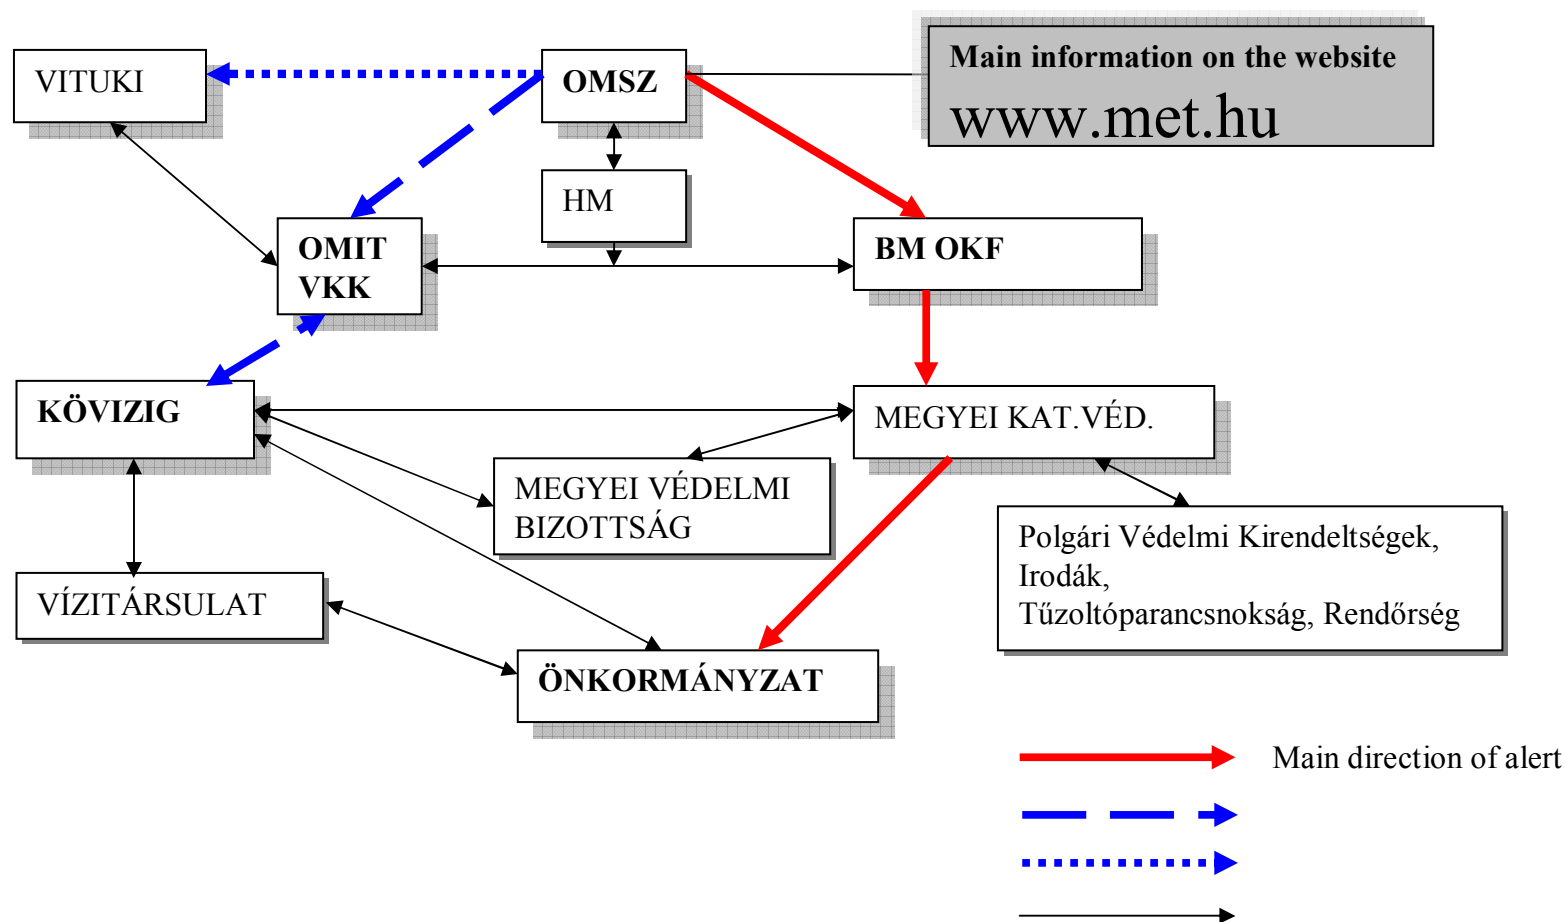 Main information on the website
www.met.hu
VITUKI
OMSZ
HM
OMIT
VKK
BM OKF
KÖVIZIG
MEGYEI KAT.VÉD.
MEGYEI VÉDELMI
BIZOTTSÁG
Polgári Védelmi Kirendeltségek,
Irodák,
Tűzoltóparancsnokság, Rendőrség
VÍZITÁRSULAT
ÖNKORMÁNYZAT
Main direction of alert